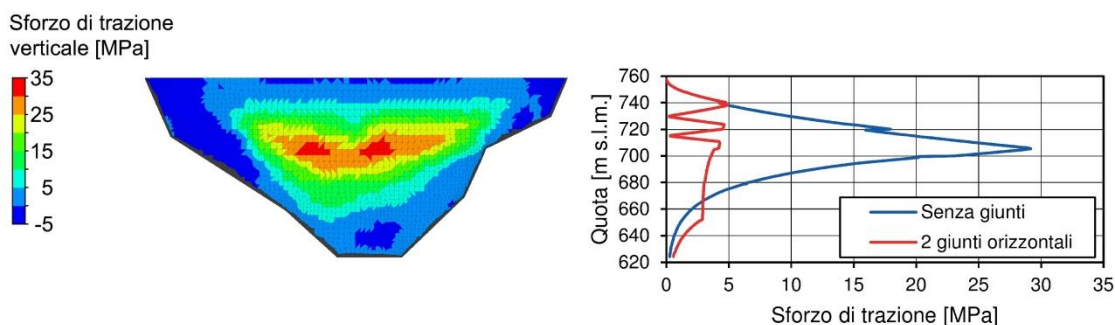 Sforzo di trazione
verticale [MPa]
35
25
15
5
-5
Quota [m s.l.m.]
760
740
720
700
680
660
640
620
Senza giunti
2 giunti orizzontali
0 5 10 15 20 25 30 35
Sforzo di trazione [MPa]